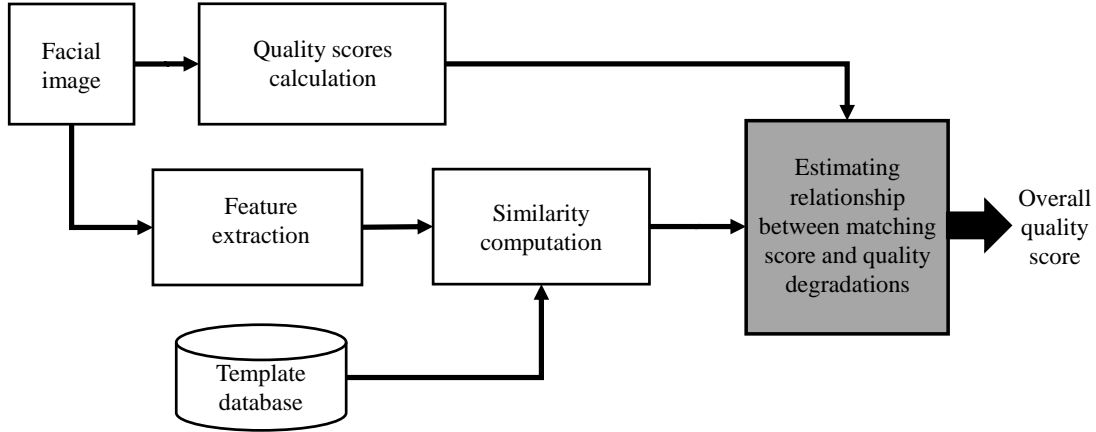 Facial
image
Quality scores
calculation
Feature
extraction
Similarity
computation
Template
database
Estimating
relationship
between matching
score and quality
degradations
Overall
quality
score